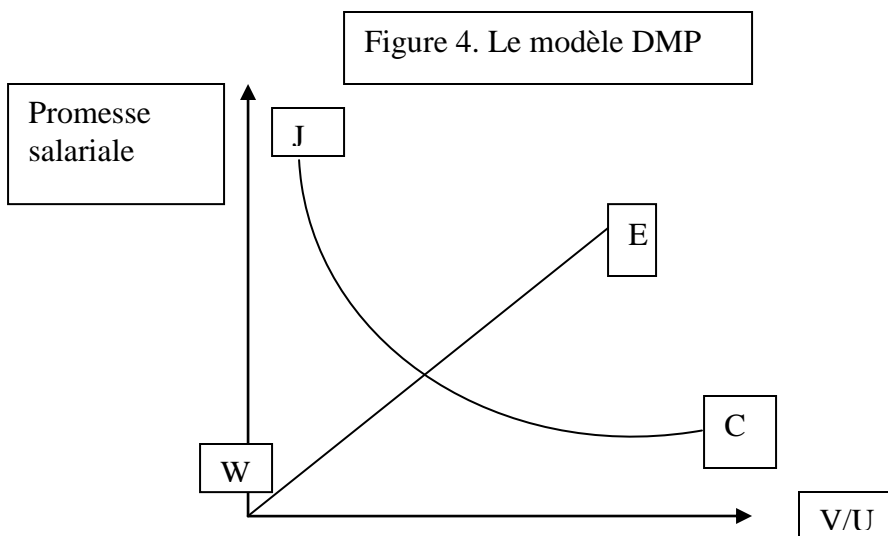 Figure 4. Le modèle DMP
Promesse
salariale
J
E
C
W
V/U